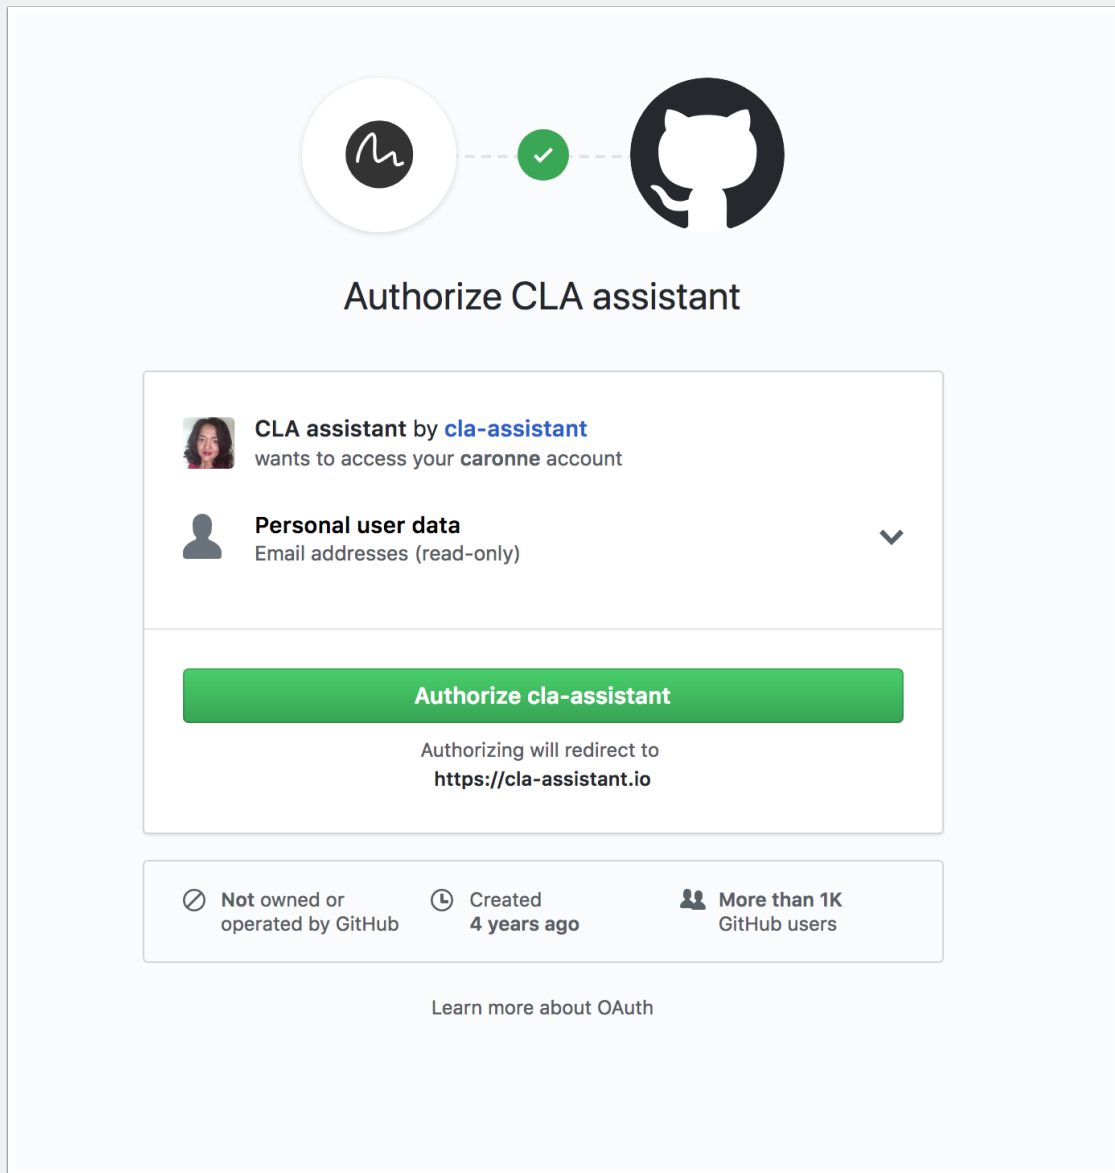 Authorize CLA assistant
CLA assistant by cla-assistant
wants to access your caronne account
Personal user data
Email addresses (read-only)
Authorize cla-assistant
Authorizing will redirect to
https://cla-assistant.io
Not owned or
operated by GitHub
Created
4 years ago
More than 1K
GitHub users
Learn more about OAuth